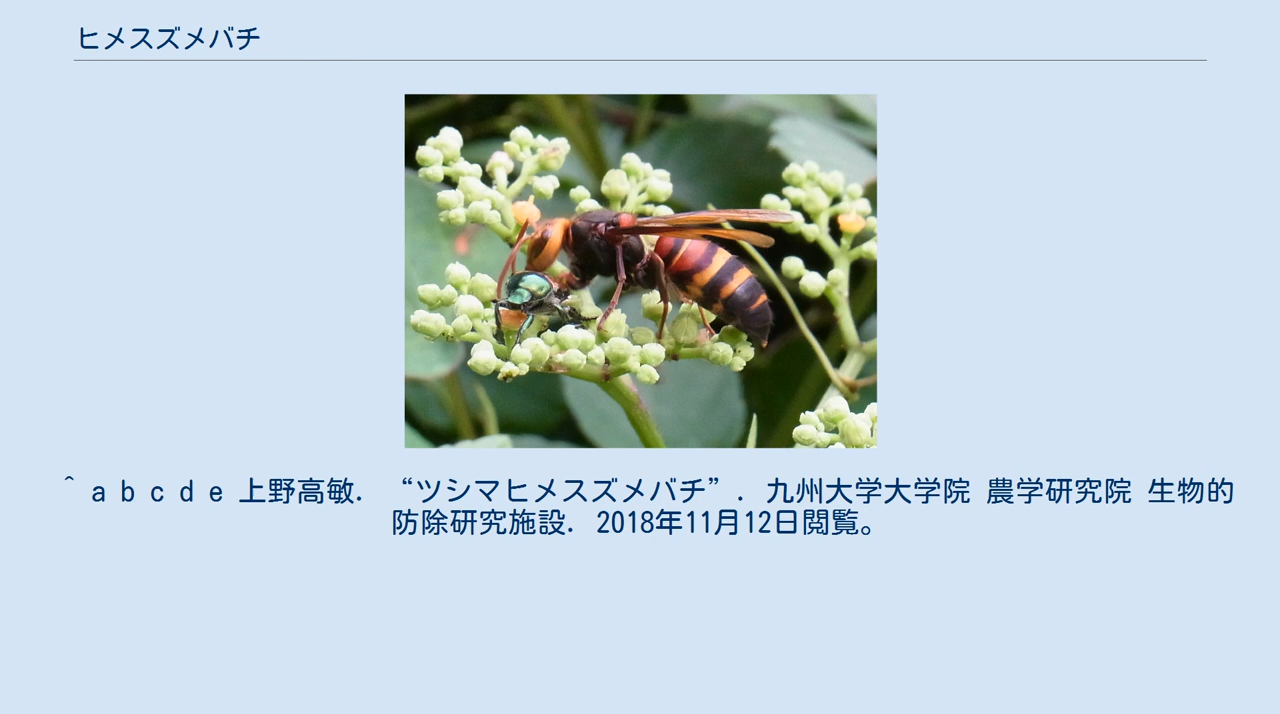 ヒメスズメバチ
^ a b c d e 上野高敏. “ツシマヒメスズメバチ”. 九州大学大学院 農学研究院 生物的
防除研究施設. 2018年11月12日閲覧。